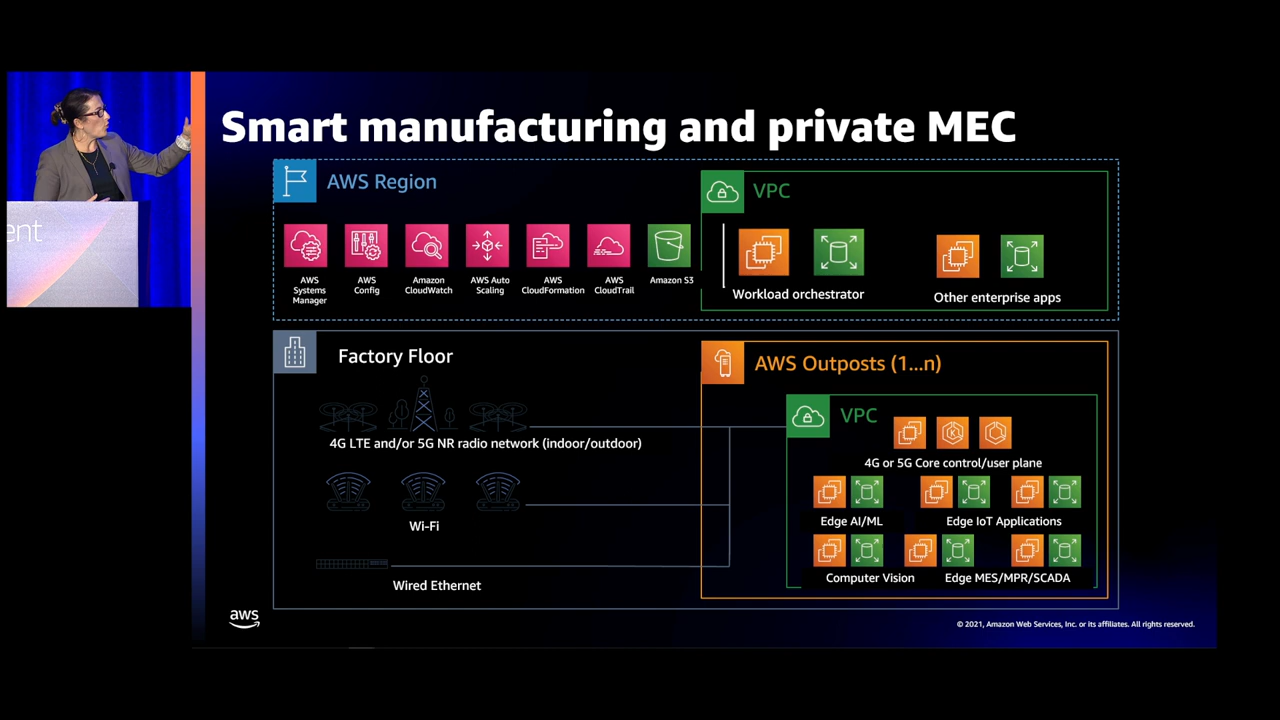 Smart manufacturing and private MEC
ent
AWS Region
VPC
AWS
Systems
Manager
AWS
Config
Amazon
CloudWatch
AWS Auto
Scaling
AWS
CloudFormation
AWS
CloudTrail
Amazon S3
Workload orchestrator
Other enterprise apps
Factory Floor
AWS Outposts (1...n)
VPC
4G LTE and/or 5G NR radio network (indoor/outdoor)
4G or 5G Core control/user plane
Wi-Fi
Edge AI/ML
Edge IoT Applications
Wired Ethernet
Computer Vision
Edge MES/MPR/SCADA
aws
© 2021, Amazon Web Services, Inc. or its affiliates. All rights reserved.